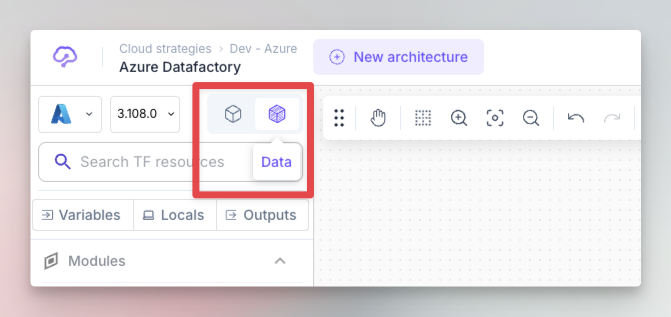 Cloud strategies > Dev - Azure
Azure Datafactory
New architecture
3.108.0
Search TF resources
Data
Variables
Locals
Outputs
Modules